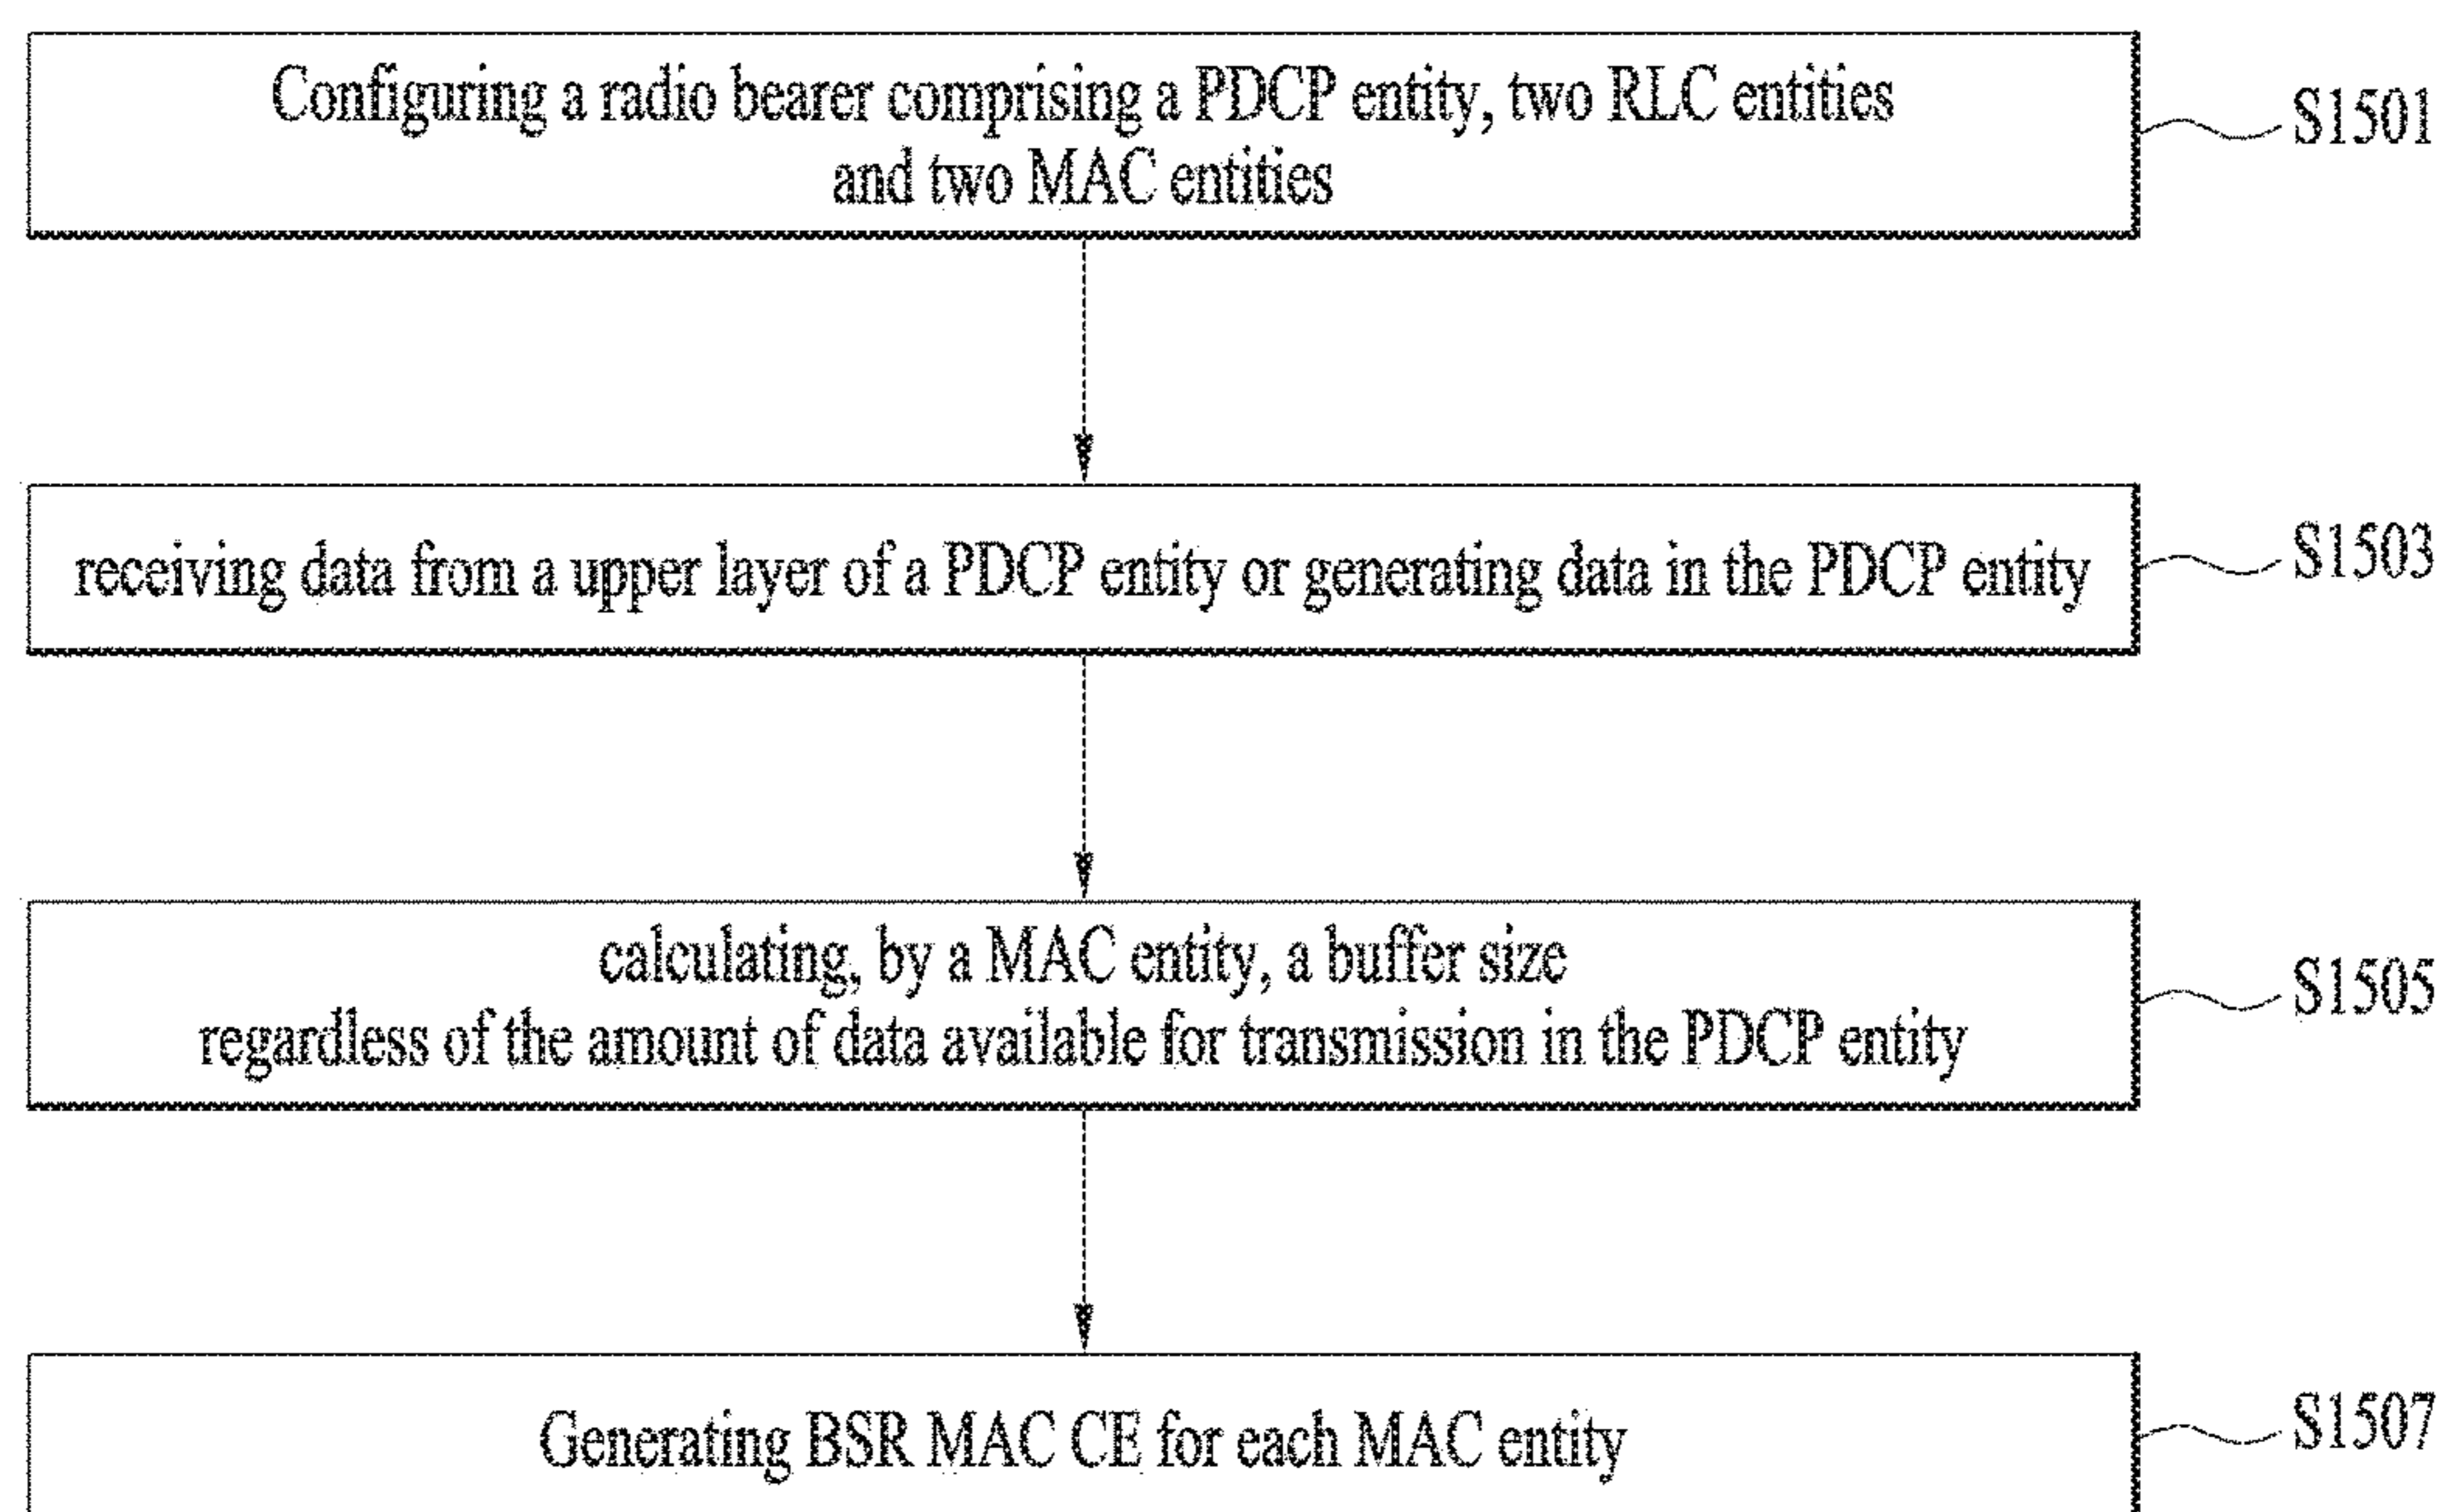 Configuring a radio bearer comprising a PDCP entity, two RLC entities
and two MAC entities
S1501
receiving data from a upper layer of a PDCP entity or generating data in the PDCP entity
S1503
calculating, by a MAC entity, a buffer size
regardless of the amount of data available for transmission in the PDCP entity
S1505
Generating BSR MAC CE for each MAC entity
S1507